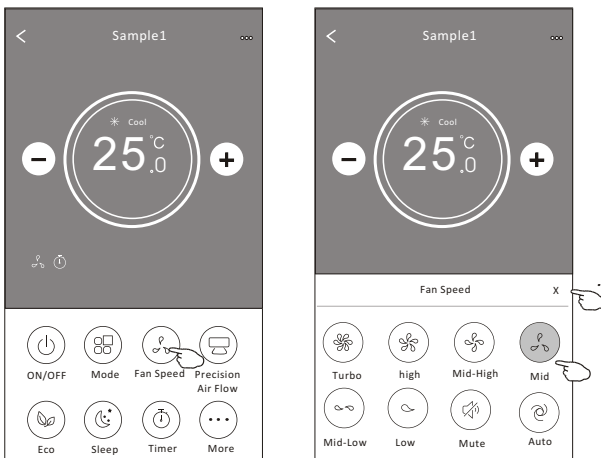 Sample1
Cool
25.0°C
ON/OFF Mode Fan Speed Precision Air Flow
Eco Sleep Timer More
Sample1
Cool
25.0°C
Fan Speed X
Turbo high Mid-High Mid
Mid-Low Low Mute Auto